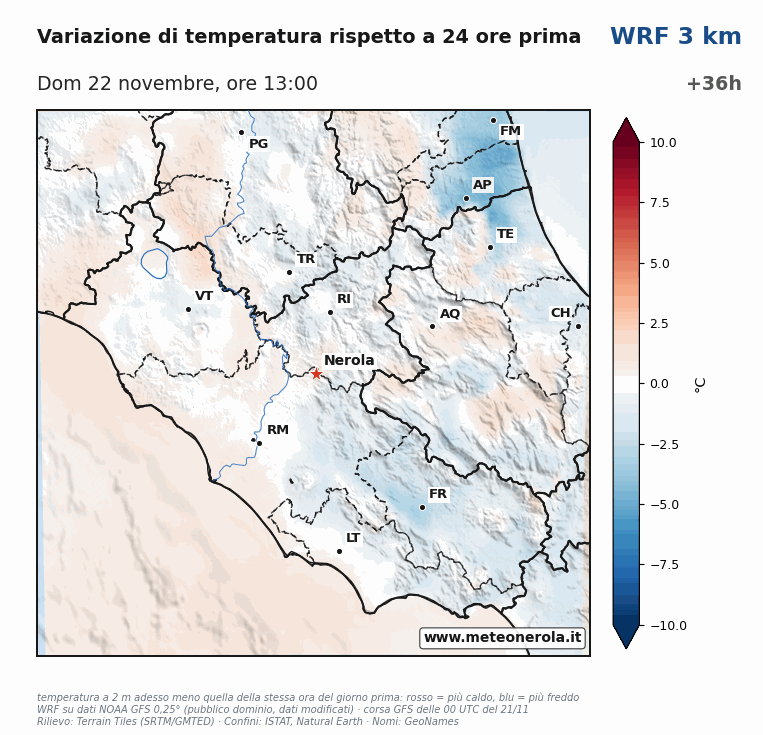 Variazione di temperatura rispetto a 24 ore prima
WRF 3 km
Dom 22 novembre, ore 13:00
+36h
FM
PG
AP
TE
TR
VT
RI
AQ
CH
Nerola
RM
FR
LT
www.meteonerola.it
10.0
7.5
5.0
2.5
0.0
−2.5
−5.0
−7.5
−10.0
°C
temperatura a 2 m adesso meno quella della stessa ora del giorno prima: rosso = più caldo, blu = più freddo
WRF su dati NOAA GFS 0,25° (pubblico dominio, dati modificati) · corsa GFS delle 00 UTC del 21/11
Rilievo: Terrain Tiles (SRTM/GMTED) · Confini: ISTAT, Natural Earth · Nomi: GeoNames